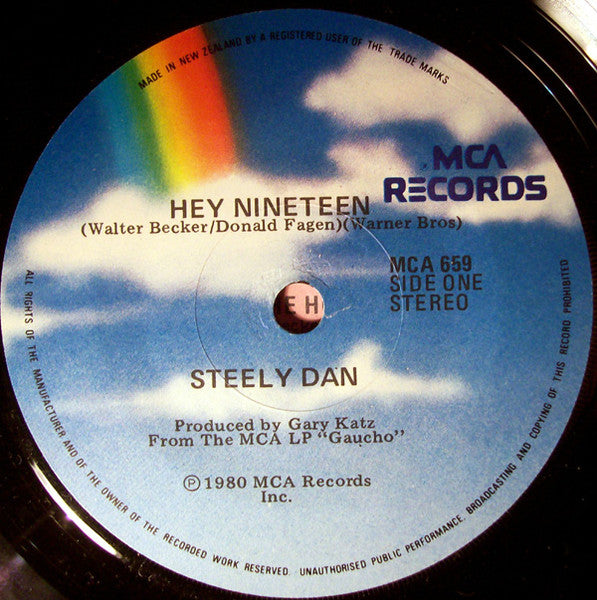 MADE IN NEW ZEALAND BY A REGISTERED USER OF THE TRADE MARKS
MCA
RECORDS
HEY NINETEEN
(Walter Becker/Donald Fagen)(Warner Bros)
MCA 659
SIDE ONE
STEREO
E H
STEELY DAN
Produced by Gary Katz
From The MCA LP "Gaucho"
℗ 1980 MCA Records
Inc.
ALL RIGHTS OF THE MANUFACTURER AND OF THE OWNER OF THE RECORDED WORK RESERVED. UNAUTHORISED PUBLIC PERFORMANCE, BROADCASTING AND COPYING OF THIS RECORD PROHIBITED